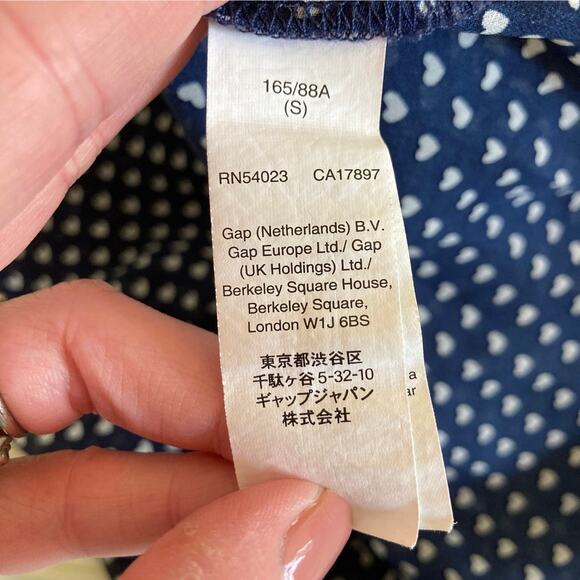 165/88A
(S)
RN54023 CA17897
Gap (Netherlands) B.V.
Gap Europe Ltd./ Gap
(UK Holdings) Ltd./
Berkeley Square House,
Berkeley Square,
London W1J 6BS
東京都渋谷区
千駄ヶ谷 5-32-10
ギャップジャパン
株式会社
a
ar